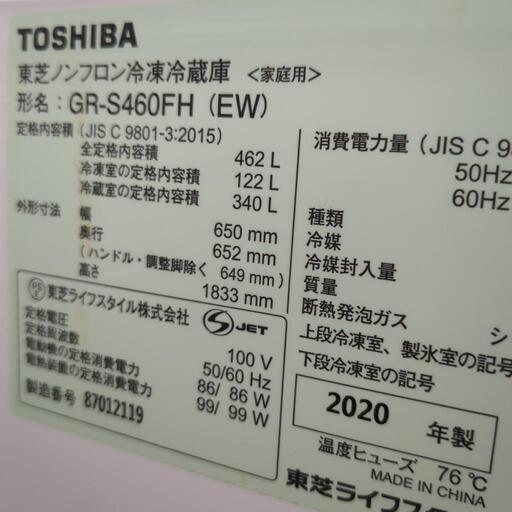 TOSHIBA
東芝ノンフロン冷凍冷蔵庫 <家庭用>
形名: GR-S460FH (EW)
定格内容積 (JIS C 9801-3:2015)
全定格内容積 462 L
冷凍室の定格内容積 122 L
冷蔵室の定格内容積 340 L
外形寸法 幅 650 mm
奥行 652 mm
(ハンドル・調整脚除く 649 mm)
高さ 1833 mm
東芝ライフスタイル株式会社
S JET
定格電圧 100 V
定格周波数 50/60 Hz
電動機の定格消費電力 86/ 86 W
電熱装置の定格消費電力 99/ 99 W
製造番号 87012119
消費電力量 (JIS C
50Hz
60Hz
種類
冷媒
冷媒封入量
質量
断熱発泡ガス シ
上段冷凍室、製氷室の記
下段冷凍室の記号
2020 年製
温度ヒューズ 76℃
MADE IN CHINA
東芝ライフスタ